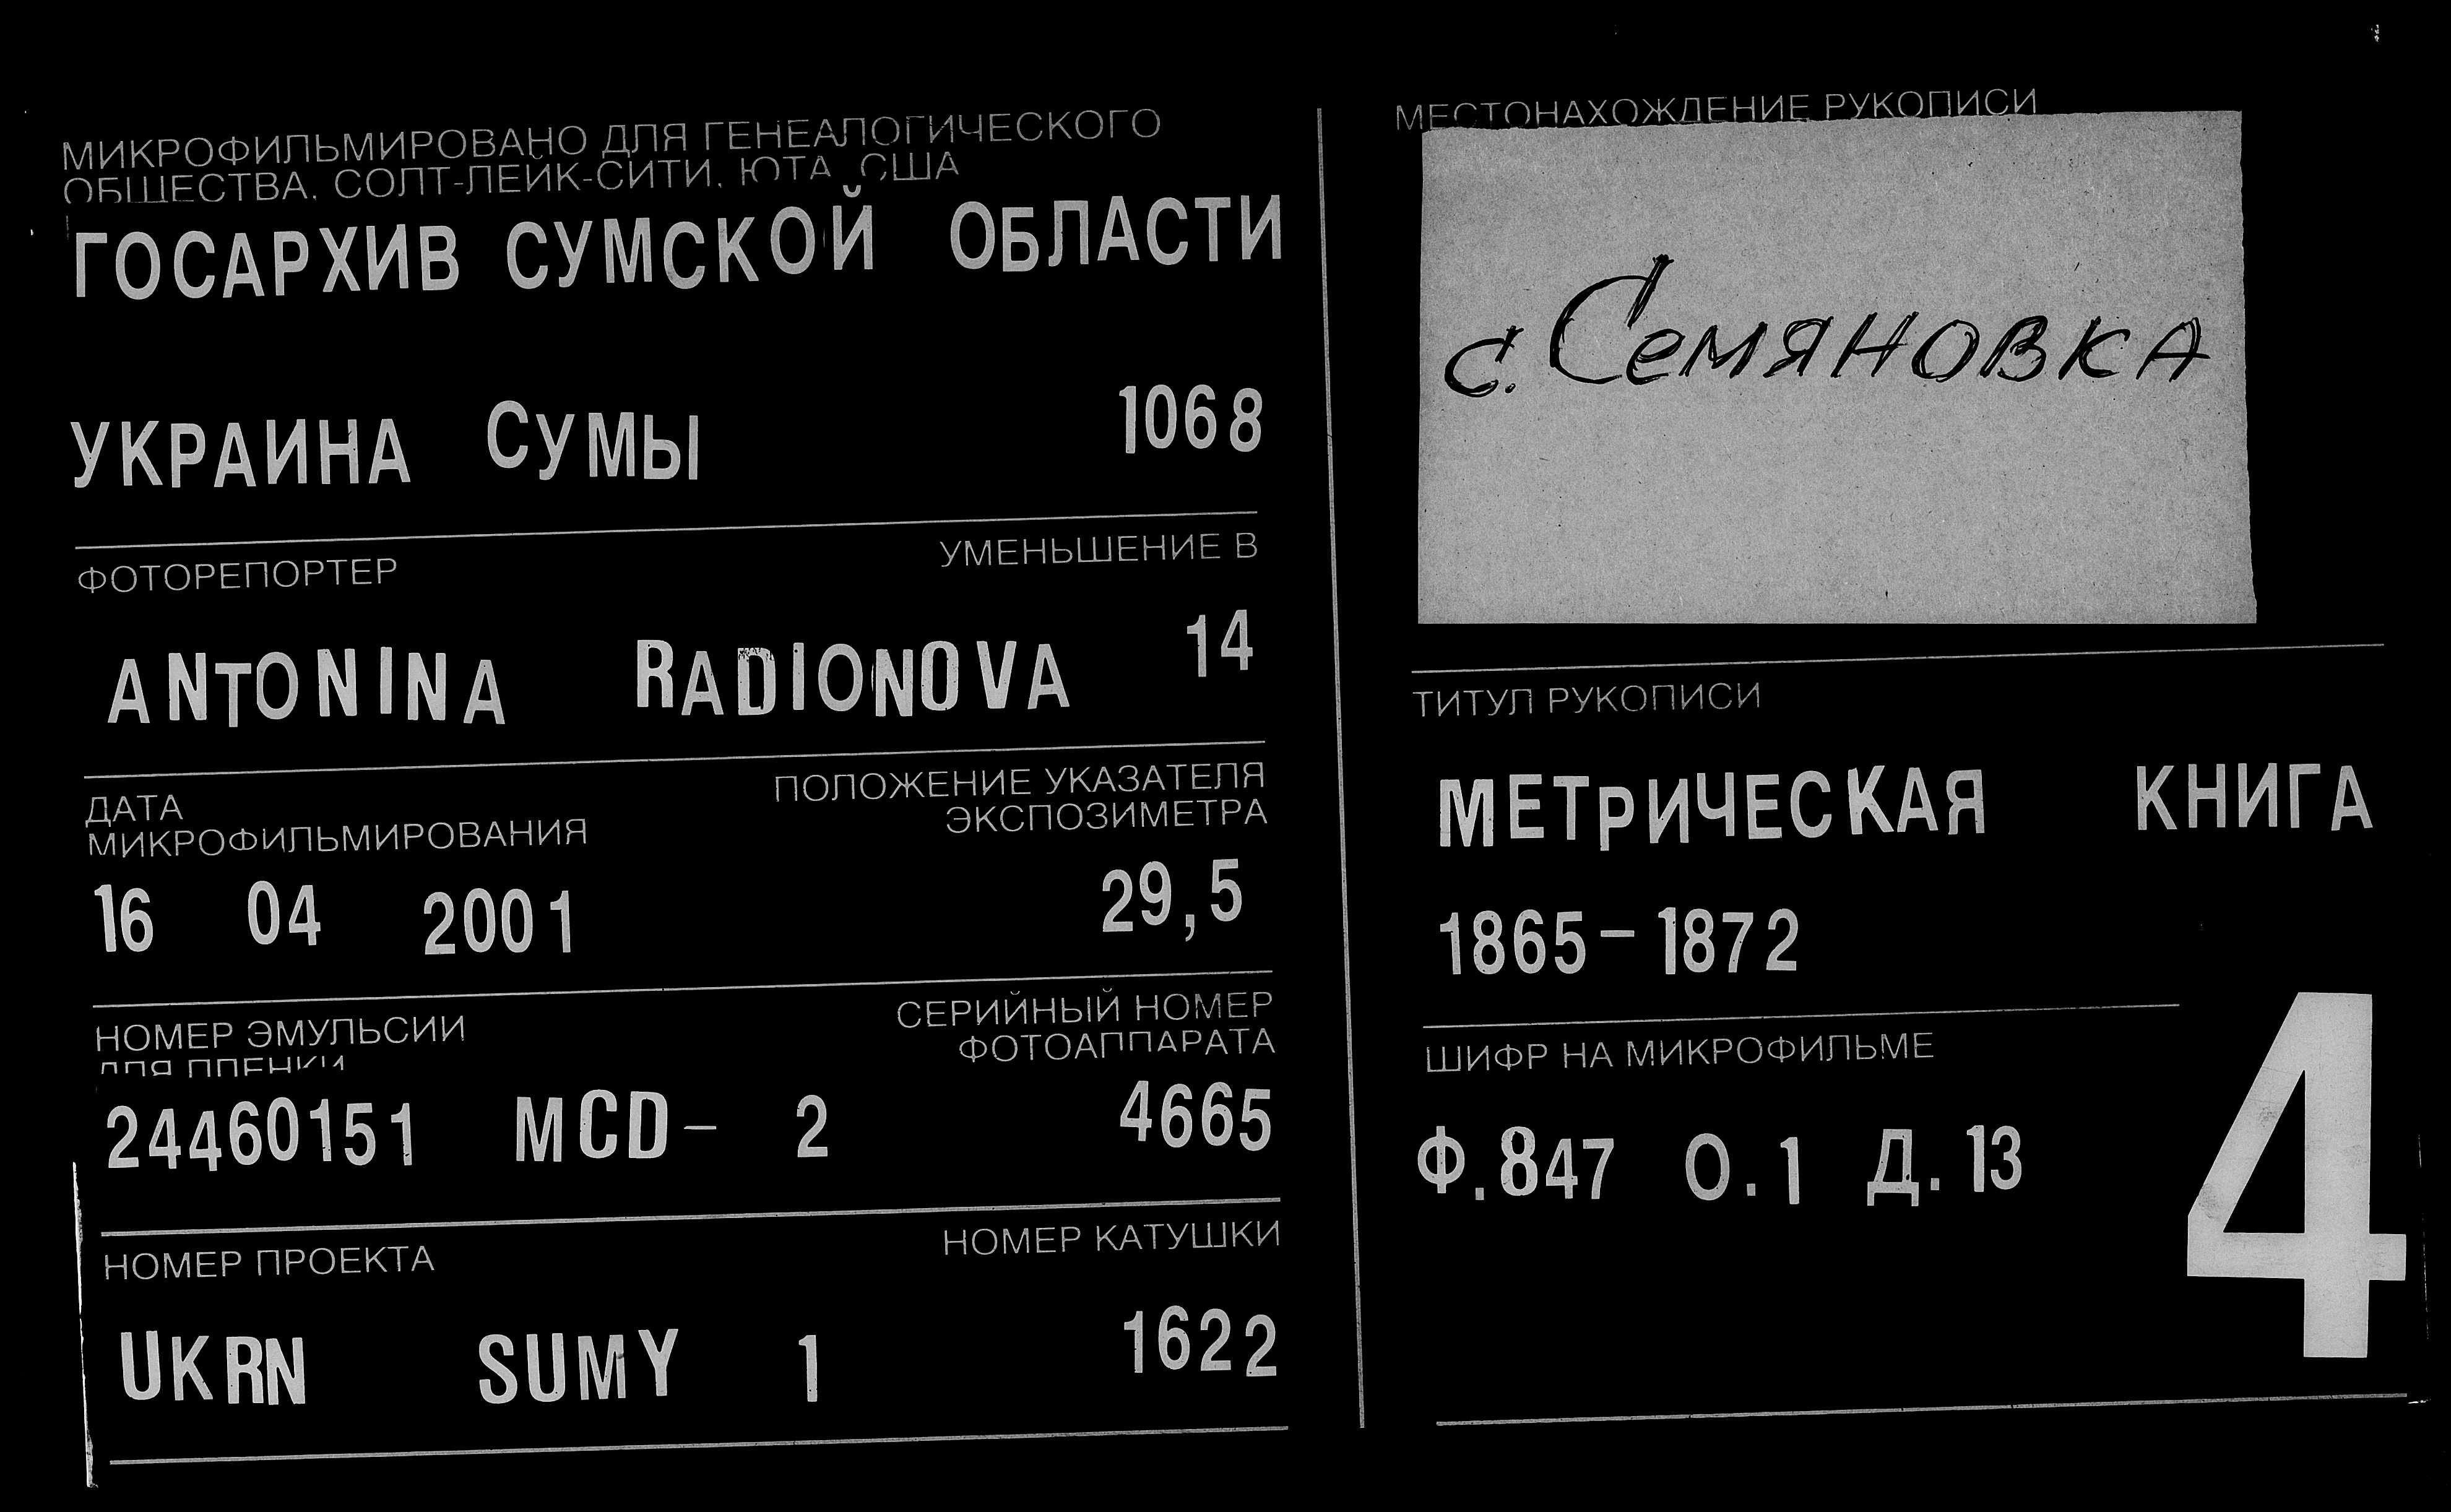 МИКРОФИЛЬМИРОВАНО ДЛЯ ГЕНЕАЛОГИЧЕСКОГО
ОБЩЕСТВА, СОЛТ-ЛЕЙК-СИТИ, ЮТА, США
ГОСАРХИВ СУМСКОЙ ОБЛАСТИ
УКРАИНА СУМЫ 1068
ФОТОРЕПОРТЕР УМЕНЬШЕНИЕ В
ANTONINA RADIONOVA 14
ДАТА
МИКРОФИЛЬМИРОВАНИЯ
ПОЛОЖЕНИЕ УКАЗАТЕЛЯ
ЭКСПОЗИМЕТРА
16 04 2001 29,5
НОМЕР ЭМУЛЬСИИ
ДЛЯ ПЛЕНКИ
СЕРИЙНЫЙ НОМЕР
ФОТОАППАРАТА
24460151 MCD- 2 4665
НОМЕР ПРОЕКТА НОМЕР КАТУШКИ
UKRN SUMY 1 1622
МЕСТОНАХОЖДЕНИЕ РУКОПИСИ
с. Семяновка
ТИТУЛ РУКОПИСИ
МЕТРИЧЕСКАЯ КНИГА
1865-1872
ШИФР НА МИКРОФИЛЬМЕ
Ф.847 О.1 Д.13
4